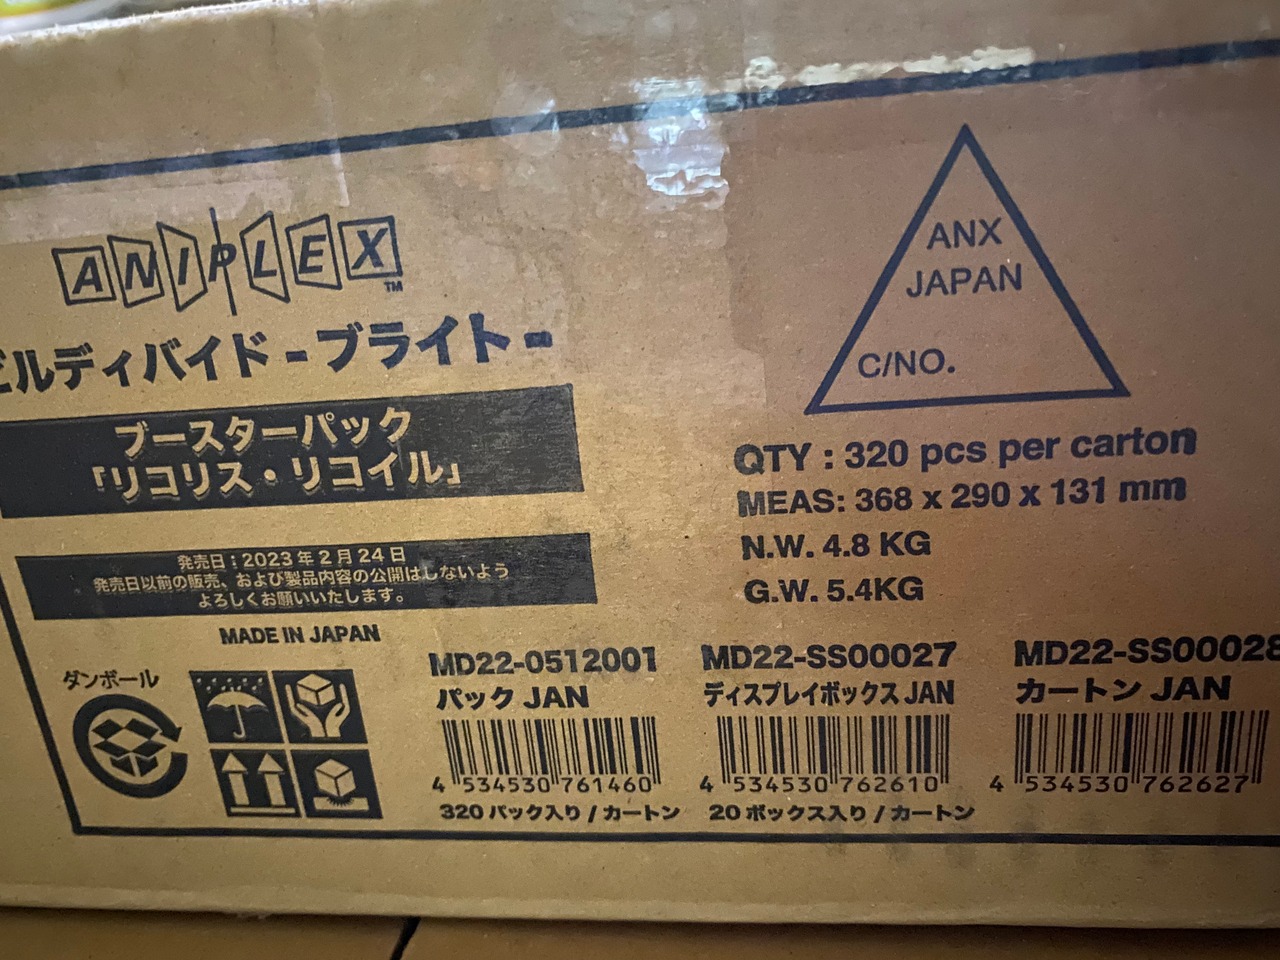 ANIPLEX™
ビルディバイド -ブライト-
ブースターパック
「リコリス・リコイル」
発売日：2023年2月24日
発売日以前の販売、および製品内容の公開はしないよう
よろしくお願いいたします。
MADE IN JAPAN
ダンボール
ANX
JAPAN
C/NO.
QTY : 320 pcs per carton
MEAS: 368 x 290 x 131 mm
N.W. 4.8 KG
G.W. 5.4KG
MD22-0512001
パック JAN
4 534530 761460
320 パック入り / カートン
MD22-SS00027
ディスプレイボックス JAN
4 534530 762610
20 ボックス入り / カートン
MD22-SS00028
カートン JAN
4 534530 762627